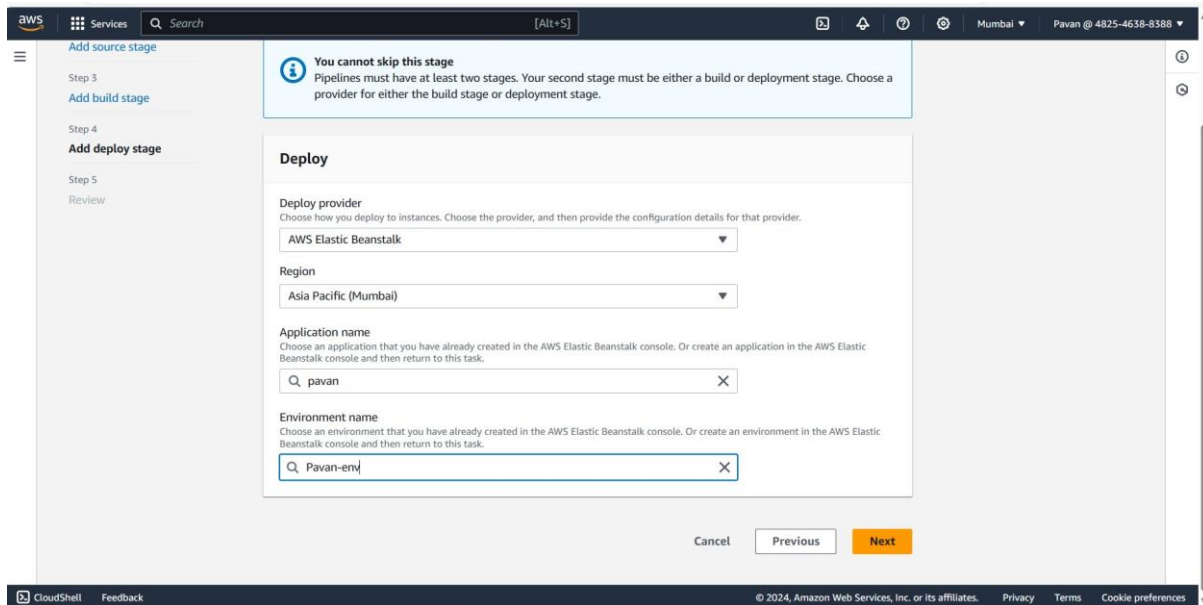 aws
Services
Search
[Alt+S]
Mumbai
Pavan @ 4825-4638-8388
Add source stage
Step 3
Add build stage
Step 4
Add deploy stage
Step 5
Review
You cannot skip this stage
Pipelines must have at least two stages. Your second stage must be either a build or deployment stage. Choose a
provider for either the build stage or deployment stage.
Deploy
Deploy provider
Choose how you deploy to instances. Choose the provider, and then provide the configuration details for that provider.
AWS Elastic Beanstalk
Region
Asia Pacific (Mumbai)
Application name
Choose an application that you have already created in the AWS Elastic Beanstalk console. Or create an application in the AWS Elastic
Beanstalk console and then return to this task.
pavan
Environment name
Choose an environment that you have already created in the AWS Elastic Beanstalk console. Or create an environment in the AWS Elastic
Beanstalk console and then return to this task.
Pavan-env
Cancel
Previous
Next
CloudShell
Feedback
© 2024, Amazon Web Services, Inc. or its affiliates.
Privacy
Terms
Cookie preferences